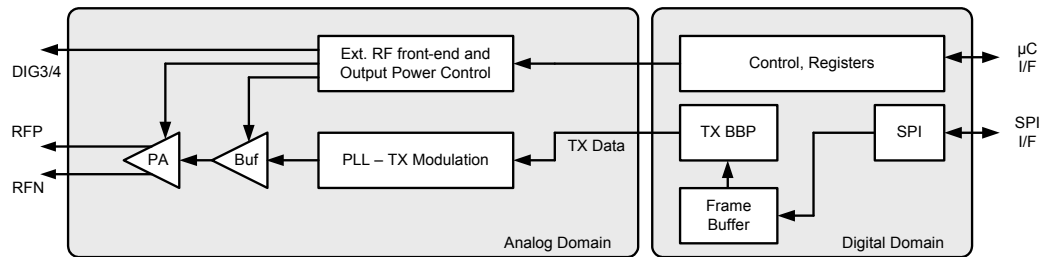 DIG3/4
Ext. RF front-end and
Output Power Control
Control, Registers
µC
I/F
RFP
RFN
PA
Buf
PLL – TX Modulation
TX Data
TX BBP
SPI
SPI
I/F
Frame
Buffer
Analog Domain
Digital Domain